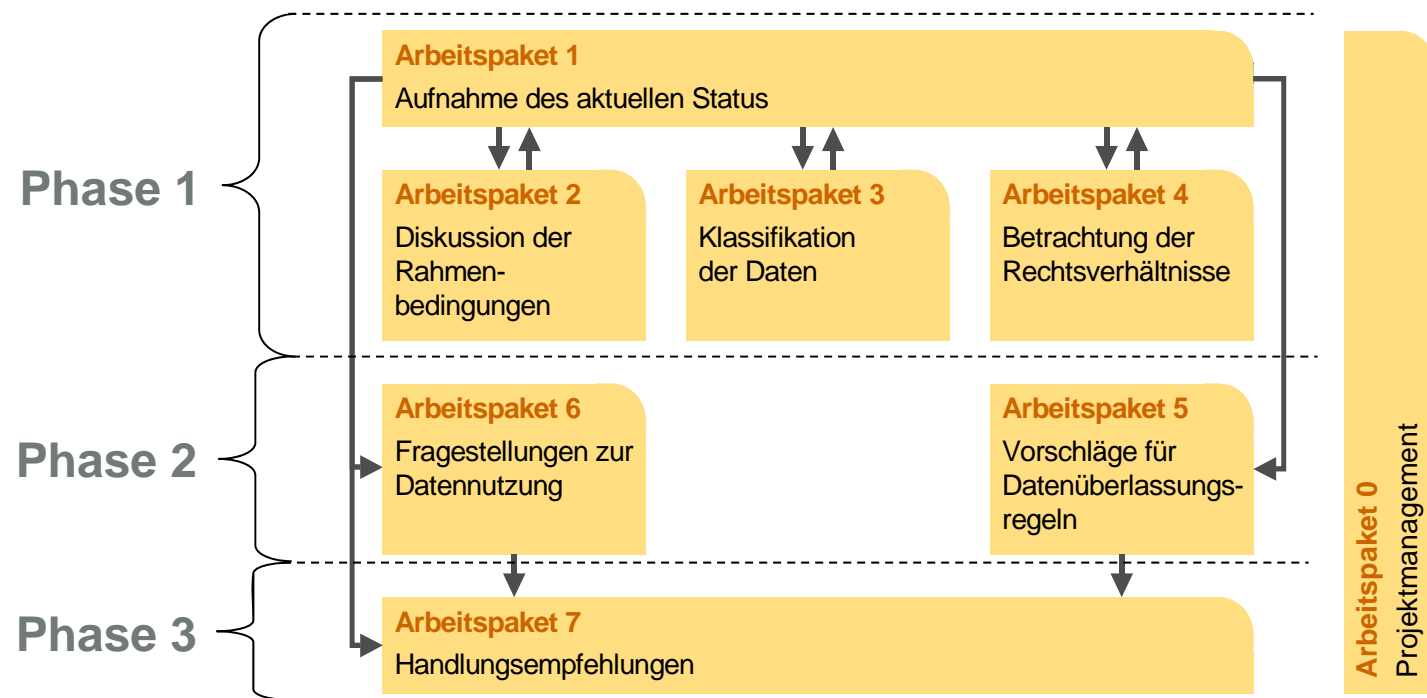 Phase 1
Arbeitspaket 1
Aufnahme des aktuellen Status
Arbeitspaket 2
Diskussion der
Rahmen-
bedingungen
Arbeitspaket 3
Klassifikation
der Daten
Arbeitspaket 4
Betrachtung der
Rechtsverhältnisse
Phase 2
Arbeitspaket 6
Fragestellungen zur
Datennutzung
Arbeitspaket 5
Vorschläge für
Datenüberlassungs-
regeln
Phase 3
Arbeitspaket 7
Handlungsempfehlungen
Arbeitspaket 0
Projektmanagement